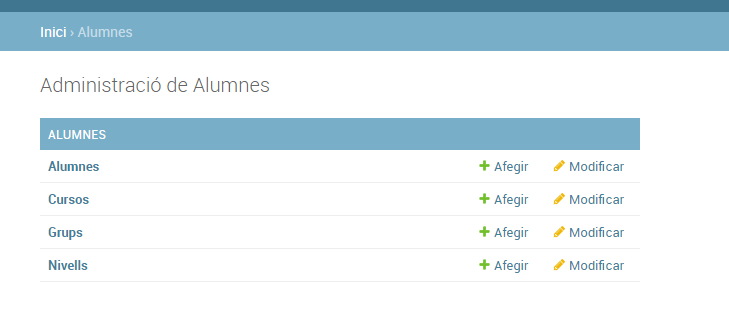 Inici › Alumnes
Administració de Alumnes
ALUMNES
Alumnes Afegir Modificar
Cursos Afegir Modificar
Grups Afegir Modificar
Nivells Afegir Modificar